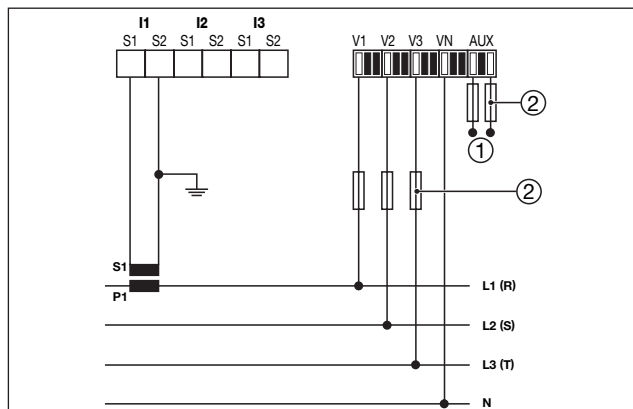 I1 I2 I3
S1 S2 S1 S2 S1 S2 V1 V2 V3 VN AUX
2
1
2
S1
P1
L1 (R)
L2 (S)
L3 (T)
N